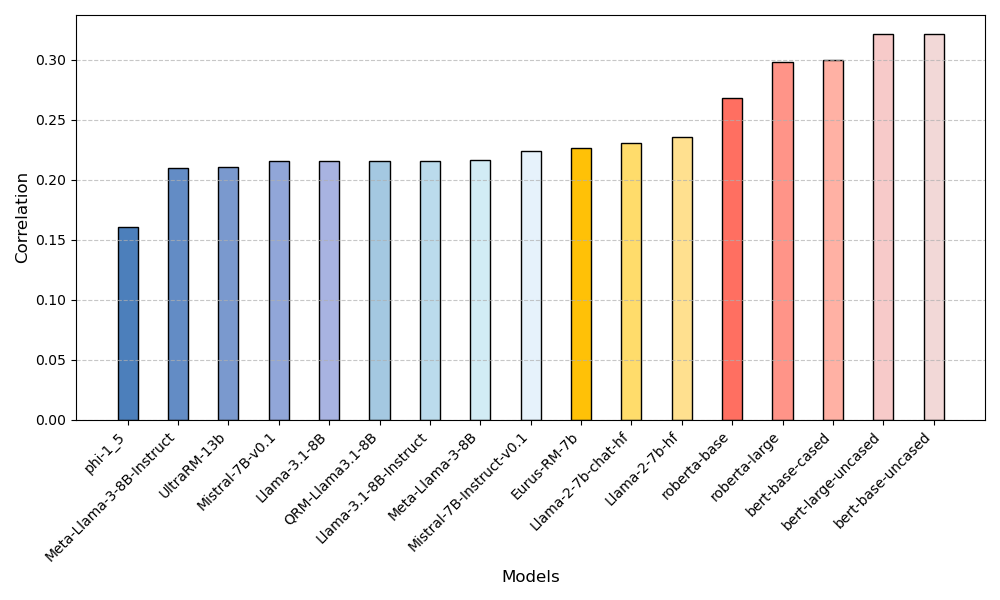 0.30
0.25
0.20
0.15
0.10
0.05
0.00
Correlation
phi-1_5
Meta-Llama-3-8B-Instruct
UltraRM-13b
Mistral-7B-v0.1
Llama-3.1-8B
QRM-Llama3.1-8B
Llama-3.1-8B-Instruct
Meta-Llama-3-8B
Mistral-7B-Instruct-v0.1
Eurus-RM-7b
Llama-2-7b-chat-hf
Llama-2-7b-hf
roberta-base
roberta-large
bert-base-cased
bert-large-uncased
bert-base-uncased
Models